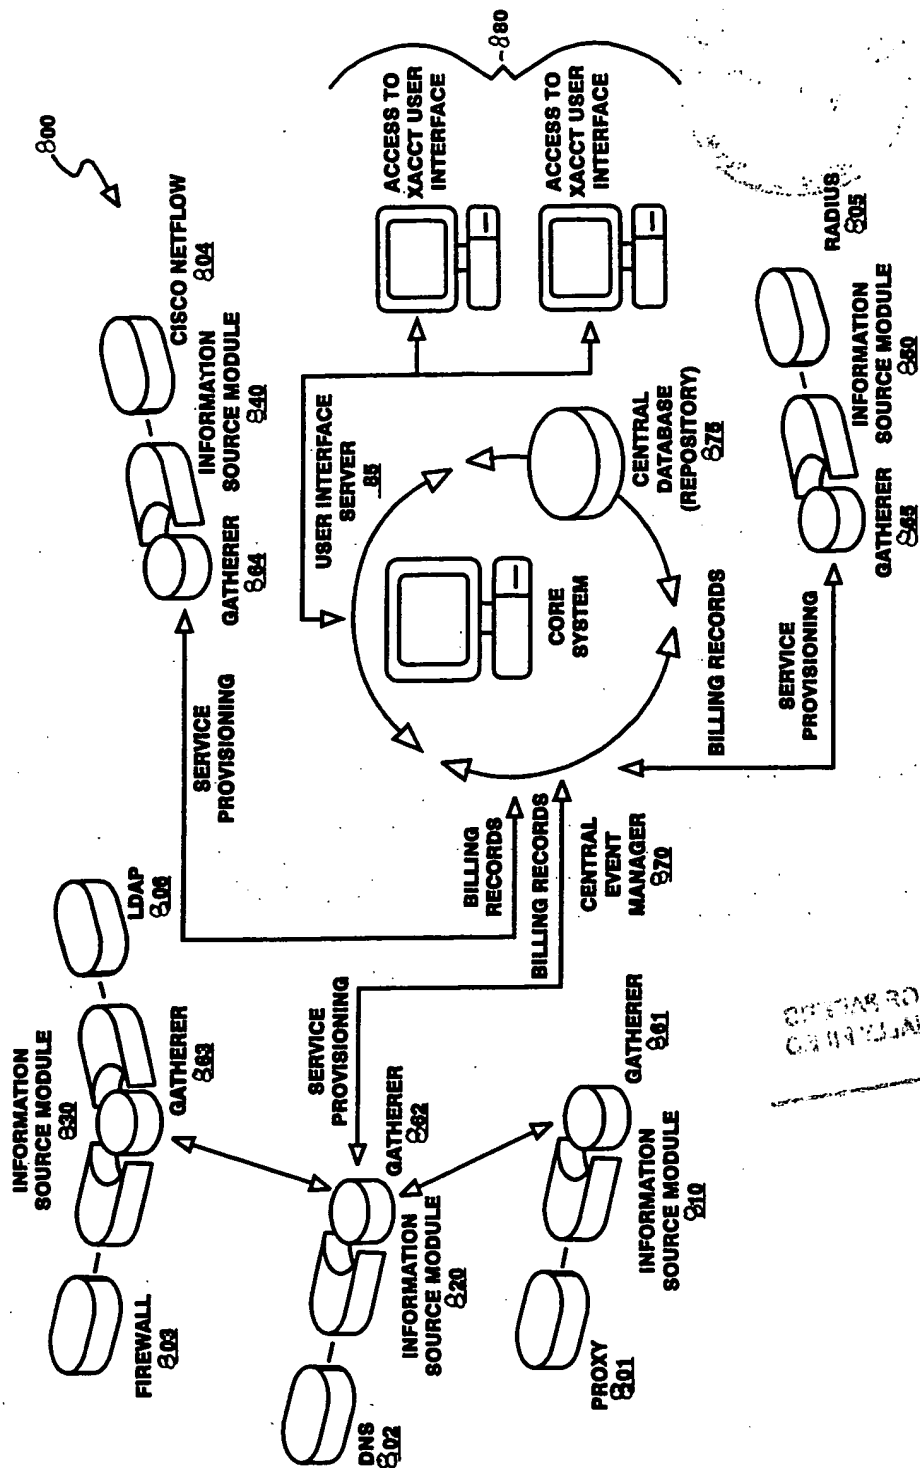 800
INFORMATION
SOURCE MODULE
830
LDAP
806
FIREWALL
803
GATHERER
863
SERVICE
PROVISIONING
GATHERER
864
INFORMATION
SOURCE MODULE
840
CISCO NETFLOW
804
DNS
802
INFORMATION
SOURCE MODULE
820
GATHERER
862
SERVICE
PROVISIONING
BILLING
RECORDS
BILLING RECORDS
USER INTERFACE
SERVER
85
ACCESS TO
XACCT USER
INTERFACE
ACCESS TO
XACCT USER
INTERFACE
880
CORE
SYSTEM
CENTRAL
DATABASE
(REPOSITORY)
875
CENTRAL
EVENT
MANAGER
870
BILLING RECORDS
PROXY
801
INFORMATION
SOURCE MODULE
810
GATHERER
861
SERVICE
PROVISIONING
GATHERER
865
INFORMATION
SOURCE MODULE
850
RADIUS
805